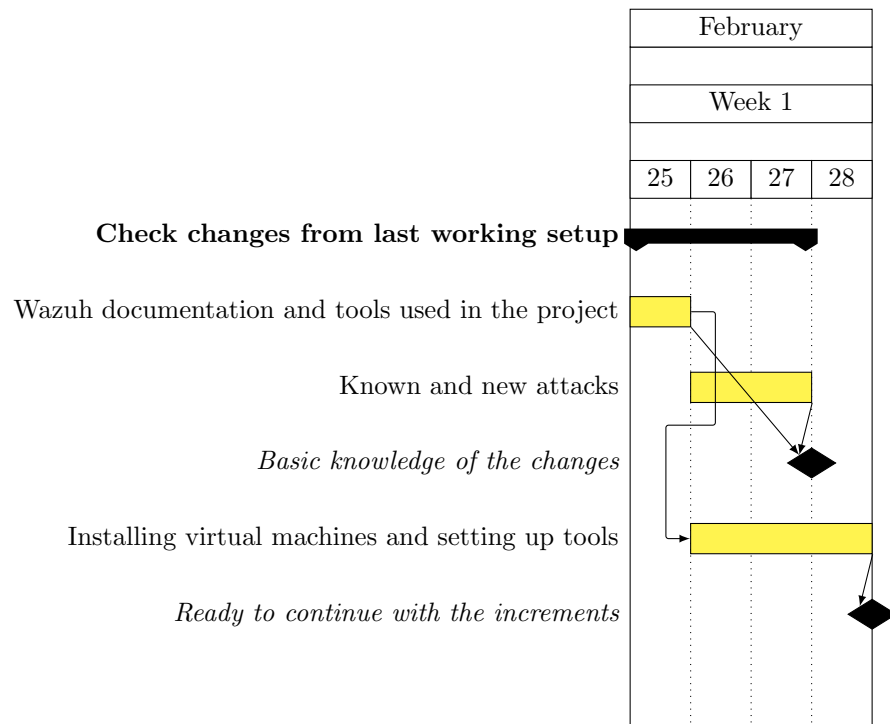 February
Week 1
25 26 27 28
Check changes from last working setup
Wazuh documentation and tools used in the project
Known and new attacks
Basic knowledge of the changes
Installing virtual machines and setting up tools
Ready to continue with the increments